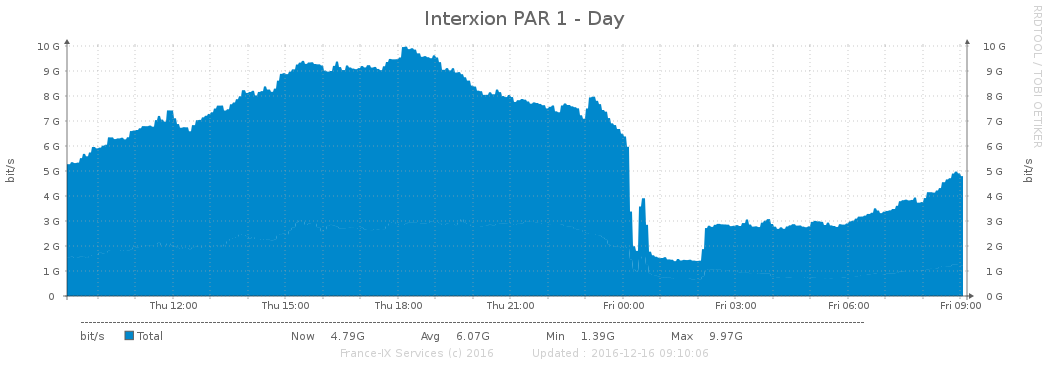 Interxion PAR 1 - Day
RRDTOOL / TOBI OETIKER
bit/s
10 G
9 G
8 G
7 G
6 G
5 G
4 G
3 G
2 G
1 G
0
10 G
9 G
8 G
7 G
6 G
5 G
4 G
3 G
2 G
1 G
0 G
bit/s
Thu 12:00 Thu 15:00 Thu 18:00 Thu 21:00 Fri 00:00 Fri 03:00 Fri 06:00 Fri 09:00
bit/s Total Now 4.79G Avg 6.07G Min 1.39G Max 9.97G
France-IX Services (c) 2016 Updated : 2016-12-16 09:10:06